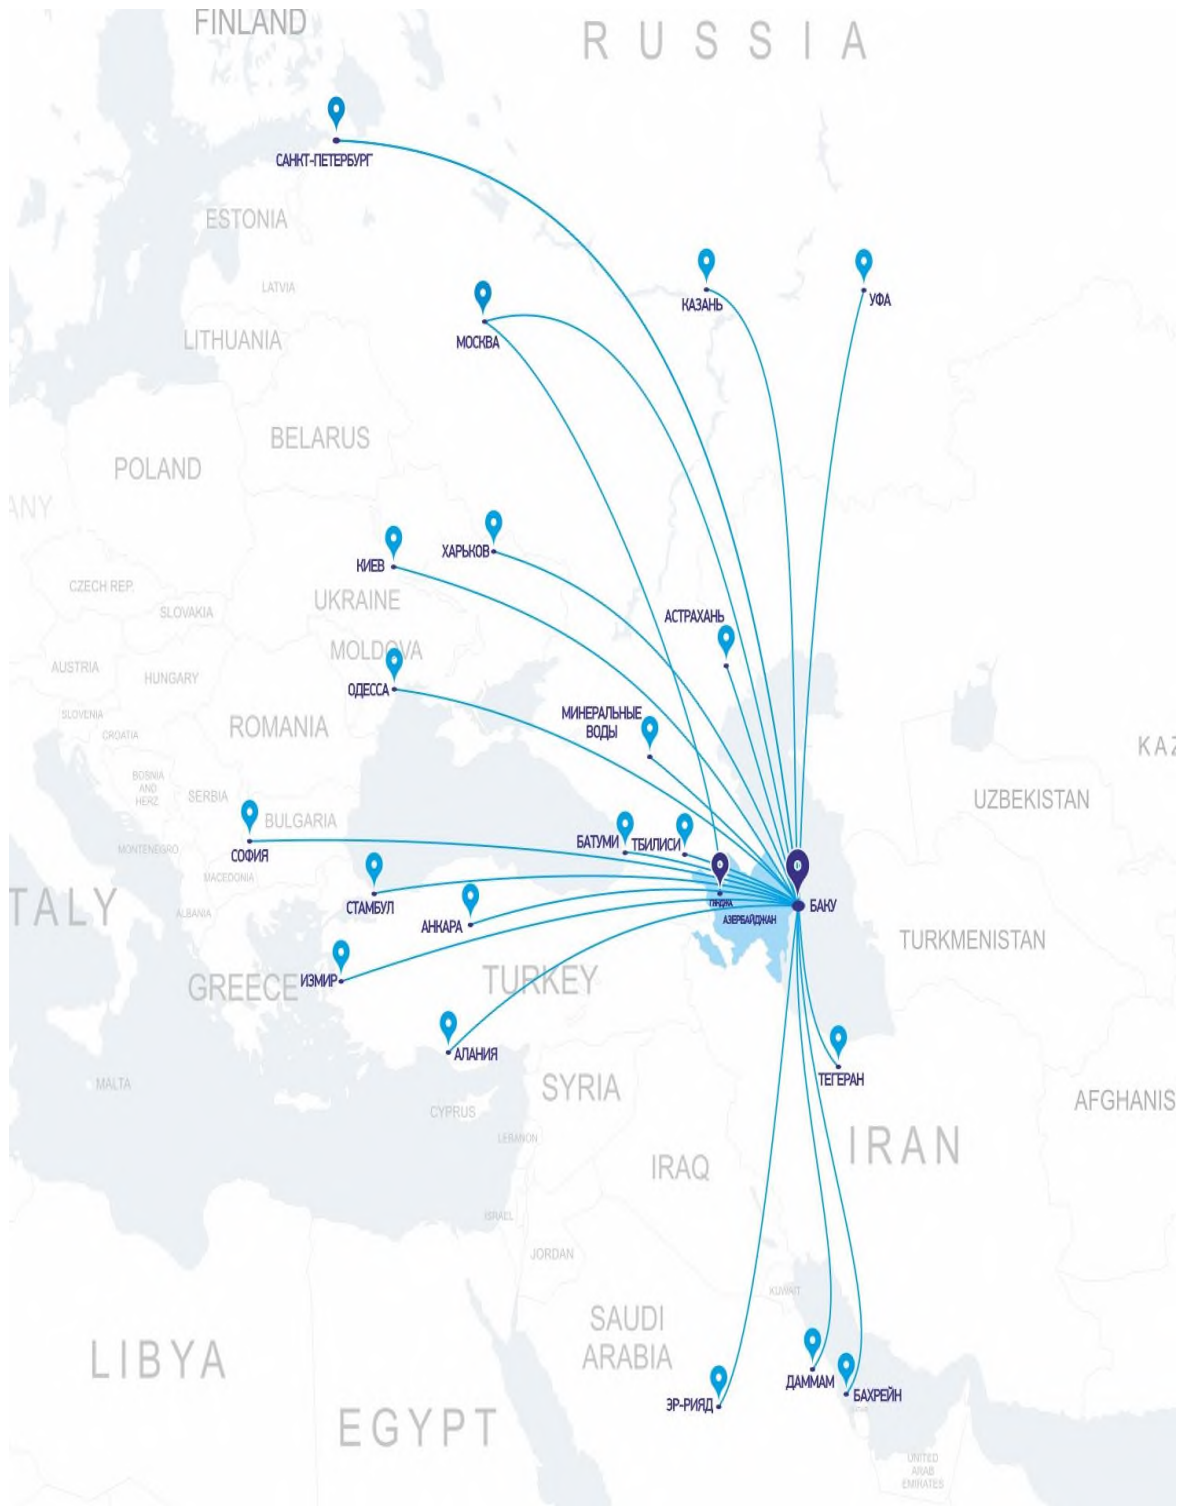 FINLAND
RUSSIA
САНКТ-ПЕТЕРБУРГ
ESTONIA
LATVIA
КАЗАНЬ
УФА
LITHUANIA
МОСКВА
BELARUS
POLAND
ANY
ХАРЬКОВ
КИЕВ
CZECH REP.
UKRAINE
SLOVAKIA
АСТРАХАНЬ
MOLDOVA
AUSTRIA
HUNGARY
ОДЕССА
SLOVENIA
МИНЕРАЛЬНЫЕ
ВОДЫ
ROMANIA
CROATIA
KAZ
BOSNIA
AND
HERZ
SERBIA
UZBEKISTAN
BULGARIA
БАТУМИ
ТБИЛИСИ
MONTENEGRO
СОФИЯ
MACEDONIA
TALY
СТАМБУЛ
ГЯНДЖА
БАКУ
ALBANIA
АНКАРА
АЗЕРБАЙДЖАН
TURKMENISTAN
ИЗМИР
GREECE
TURKEY
АЛАНИЯ
ТЕГЕРАН
MALTA
SYRIA
AFGHANIS
CYPRUS
LEBANON
IRAN
IRAQ
ISRAEL
JORDAN
KUWAIT
SAUDI
ARABIA
LIBYA
ДАММАМ
БАХРЕЙН
ЭР-РИЯД
EGYPT
UNITED
ARAB
EMIRATES